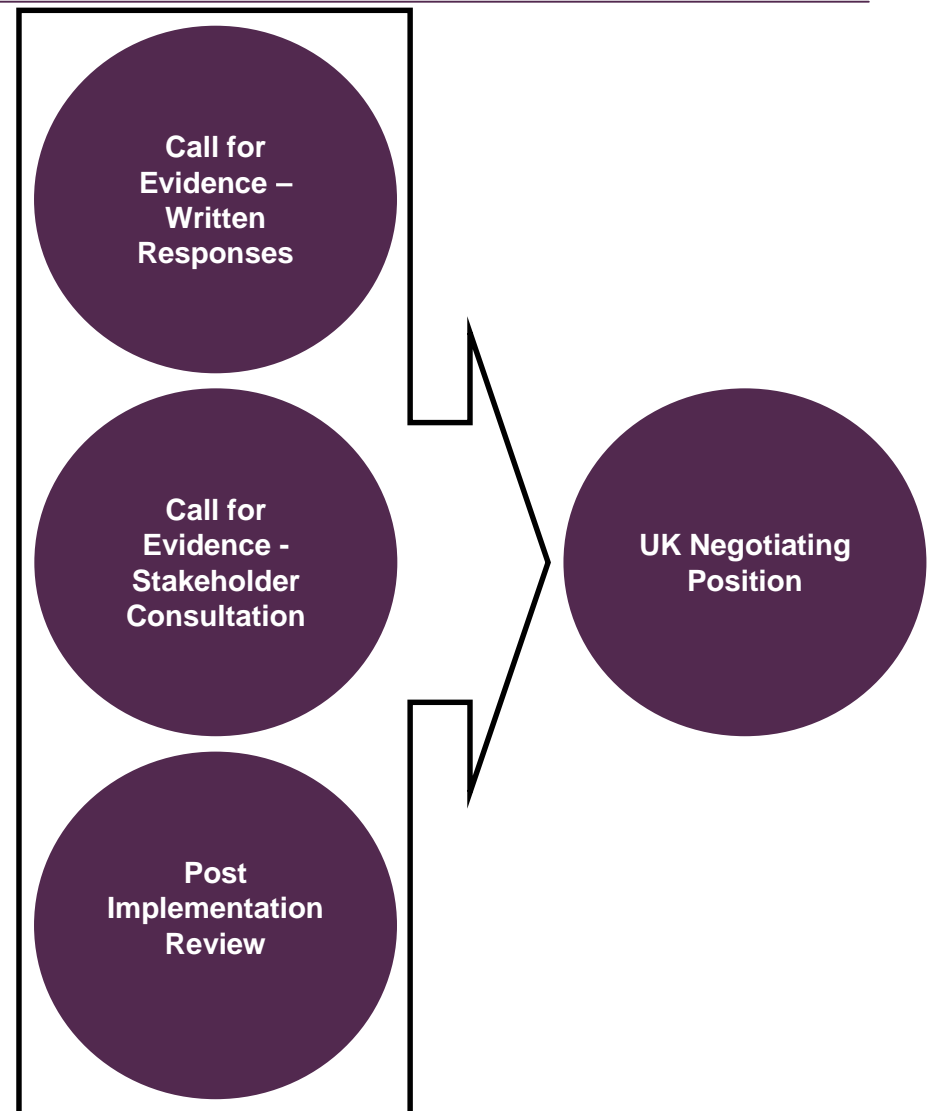 Call for
Evidence –
Written
Responses
Call for
Evidence -
Stakeholder
Consultation
UK Negotiating
Position
Post
Implementation
Review